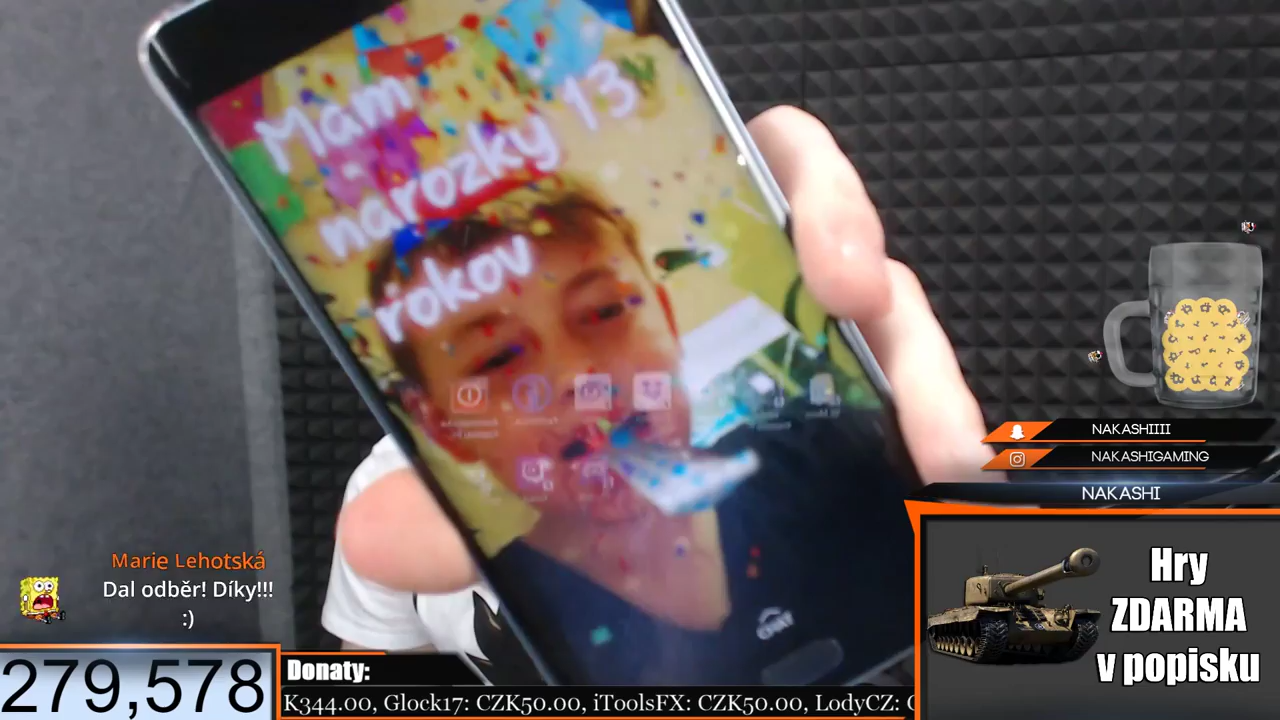 Mam
narozky 13
rokov
CHAT
NAKASHIIII
NAKASHIGAMING
NAKASHI
Marie Lehotská
Dal odběr! Díky!!!
:)
279,578
Donaty:
K344.00, Glock17: CZK50.00, iToolsFX: CZK50.00, LodyCZ:
Hry
ZDARMA
v popisku